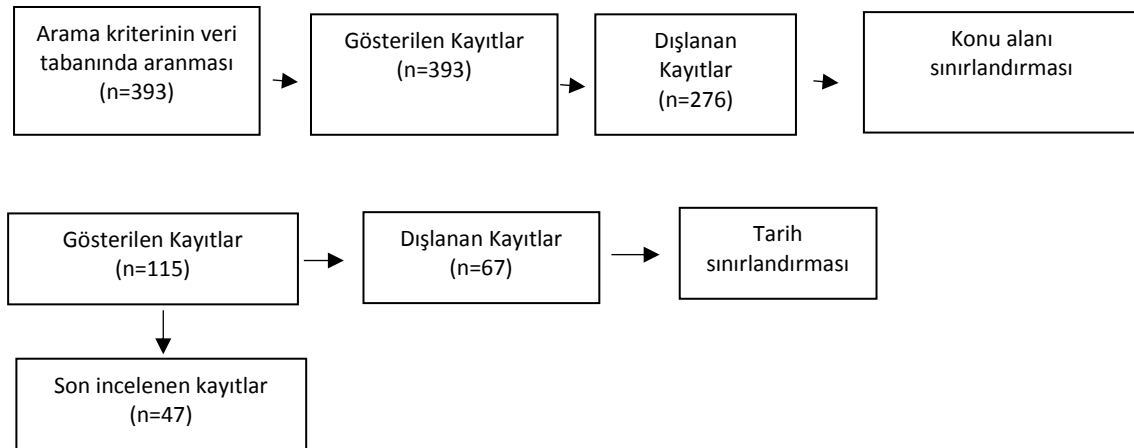 Arama kriterinin veri
tabanında aranması
(n=393)
Gösterilen Kayıtlar
(n=393)
Dışlanan
Kayıtlar
(n=276)
Konu alanı
sınırlandırması
Gösterilen Kayıtlar
(n=115)
Dışlanan Kayıtlar
(n=67)
Tarih
sınırlandırması
Son incelenen kayıtlar
(n=47)